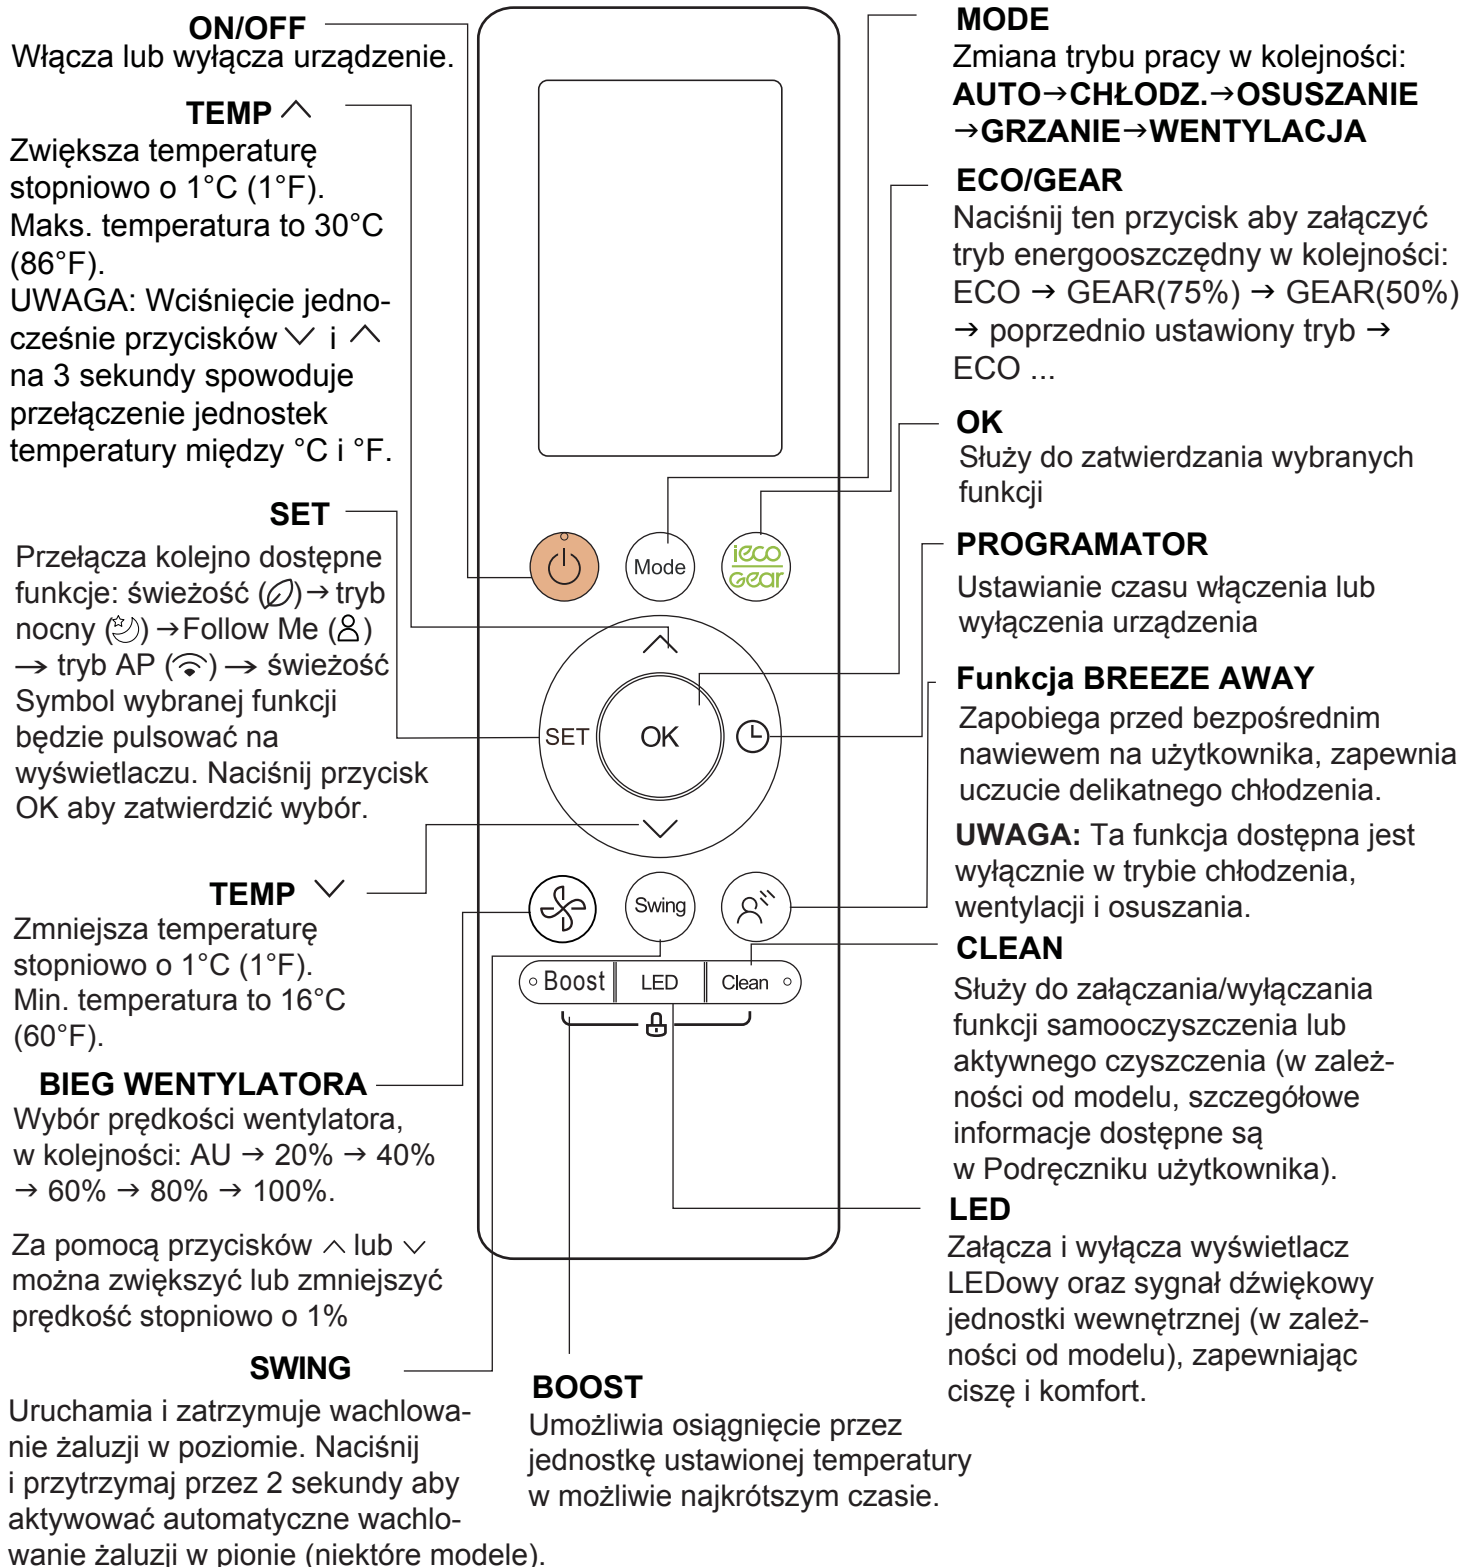 ON/OFF
Włącza lub wyłącza urządzenie.
TEMP
Zwiększa temperaturę
stopniowo o 1°C (1°F).
Maks. temperatura to 30°C
(86°F).
UWAGA: Wciśnięcie jedno-
cześnie przycisków i
na 3 sekundy spowoduje
przełączenie jednostek
temperatury między °C i °F.
SET
Przełącza kolejno dostępne
funkcje: świeżość () → tryb
nocny () → Follow Me ()
→ tryb AP () → świeżość
Symbol wybranej funkcji
będzie pulsować na
wyświetlaczu. Naciśnij przycisk
OK aby zatwierdzić wybór.
TEMP
Zmniejsza temperaturę
stopniowo o 1°C (1°F).
Min. temperatura to 16°C
(60°F).
BIEG WENTYLATORA
Wybór prędkości wentylatora,
w kolejności: AU → 20% → 40%
→ 60% → 80% → 100%.
Za pomocą przycisków lub
można zwiększyć lub zmniejszyć
prędkość stopniowo o 1%
SWING
Uruchamia i zatrzymuje wachlowa-
nie żaluzji w poziomie. Naciśnij
i przytrzymaj przez 2 sekundy aby
aktywować automatyczne wachlo-
wanie żaluzji w pionie (niektóre modele).
Mode
ieco
Gear
SET
OK
Swing
Boost
LED
Clean
BOOST
Umożliwia osiągnięcie przez
jednostkę ustawionej temperatury
w możliwie najkrótszym czasie.
MODE
Zmiana trybu pracy w kolejności:
AUTO→CHŁODZ.→OSUSZANIE
→GRZANIE→WENTYLACJA
ECO/GEAR
Naciśnij ten przycisk aby załączyć
tryb energooszczędny w kolejności:
ECO → GEAR(75%) → GEAR(50%)
→ poprzednio ustawiony tryb →
ECO ...
OK
Służy do zatwierdzania wybranych
funkcji
PROGRAMATOR
Ustawianie czasu włączenia lub
wyłączenia urządzenia
Funkcja BREEZE AWAY
Zapobiega przed bezpośrednim
nawiewem na użytkownika, zapewnia
uczucie delikatnego chłodzenia.
UWAGA: Ta funkcja dostępna jest
wyłącznie w trybie chłodzenia,
wentylacji i osuszania.
CLEAN
Służy do załączania/wyłączania
funkcji samooczyszczenia lub
aktywnego czyszczenia (w zależ-
ności od modelu, szczegółowe
informacje dostępne są
w Podręczniku użytkownika).
LED
Załącza i wyłącza wyświetlacz
LEDowy oraz sygnał dźwiękowy
jednostki wewnętrznej (w zależ-
ności od modelu), zapewniając
ciszę i komfort.